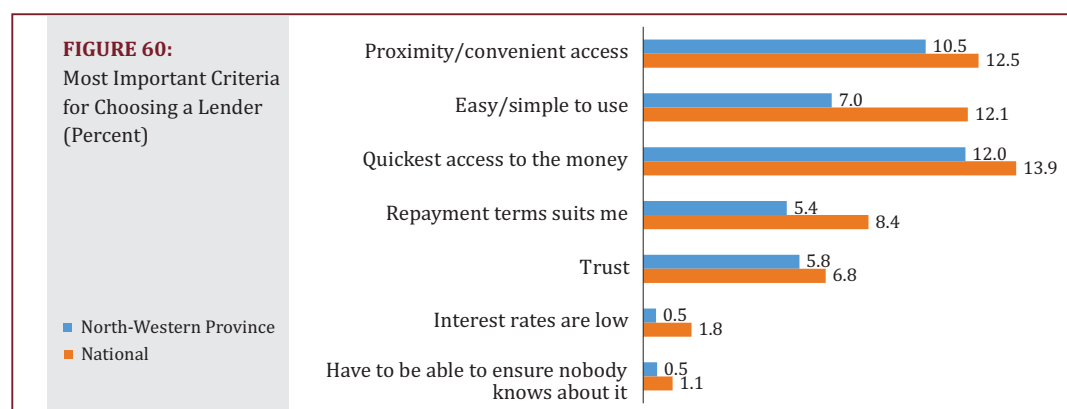 FIGURE 60:
Most Important Criteria
for Choosing a Lender
(Percent)
North-Western Province
National
Proximity/convenient access
10.5
12.5
Easy/simple to use
7.0
12.1
Quickest access to the money
12.0
13.9
Repayment terms suits me
5.4
8.4
Trust
5.8
6.8
Interest rates are low
0.5
1.8
Have to be able to ensure nobody
knows about it
0.5
1.1